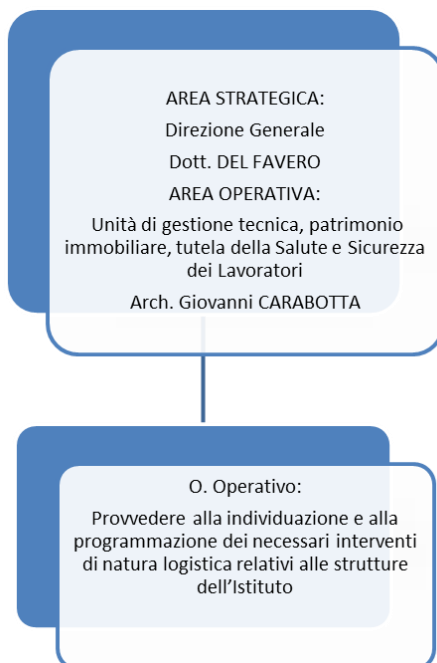 AREA STRATEGICA:
Direzione Generale
Dott. DEL FAVERO
AREA OPERATIVA:
Unità di gestione tecnica, patrimonio
immobiliare, tutela della Salute e Sicurezza
dei Lavoratori
Arch. Giovanni CARABOTTA
O. Operativo:
Provvedere alla individuazione e alla
programmazione dei necessari interventi
di natura logistica relativi alle strutture
dell'Istituto